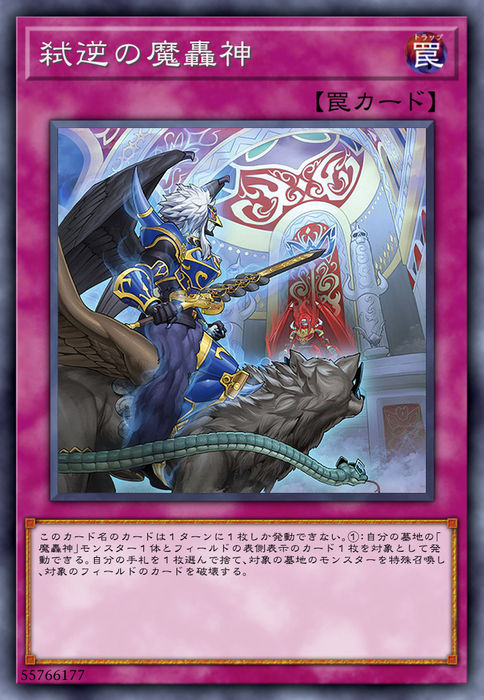 弑逆の魔轟神
トラップ
罠
【罠カード】
このカード名のカードは1ターンに1枚しか発動できない。①:自分の墓地の「
魔轟神」モンスター1体とフィールドの表側表示のカード1枚を対象として発
動できる。自分の手札を1枚選んで捨て、対象の墓地のモンスターを特殊召喚し
、対象のフィールドのカードを破壊する。
55766177